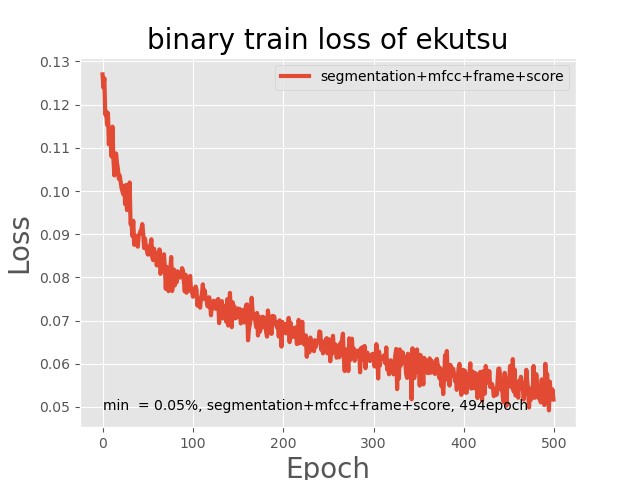 binary train loss of ekutsu
segmentation+mfcc+frame+score
0.13
0.12
0.11
0.10
0.09
0.08
0.07
0.06
0.05
Loss
min  = 0.05%, segmentation+mfcc+frame+score, 494epoch
0 100 200 300 400 500
Epoch